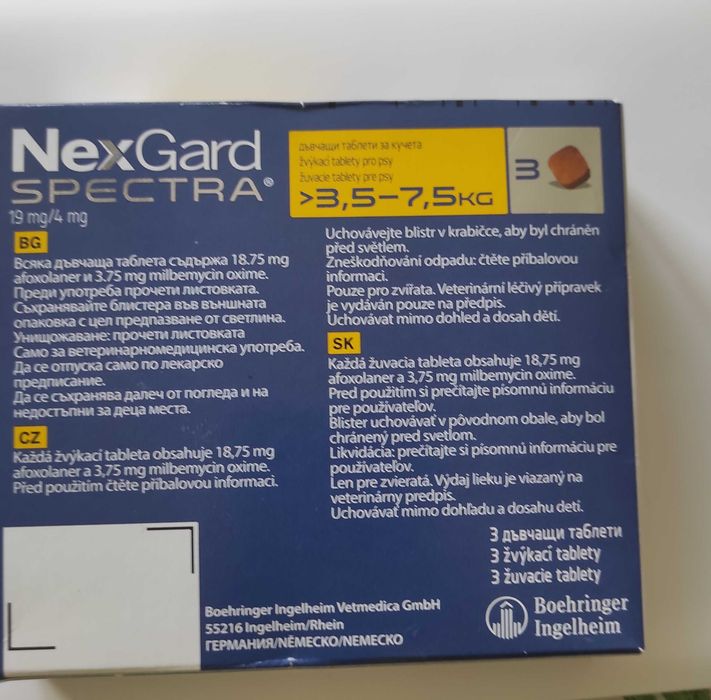 NexGard
SPECTRA®
19 mg/4 mg
дъвчащи таблетки за кучета
žvýkací tablety pro psy
žuvacie tablety pre psy
>3,5–7,5KG
3
BG
Всяка дъвчаща таблета съдържа 18.75 mg
afoxolaner и 3.75 mg milbemycin oxime.
Преди употреба прочети листовката.
Съхранявайте блистера във външната
опаковка с цел предпазване от светлина.
Унищожаване: прочети листовката
Само за ветеринарномедицинска употреба.
Да се отпуска само по лекарско
предписание.
Да се съхранява далеч от погледа и на
недостъпни за деца места.
CZ
Každá žvýkací tableta obsahuje 18,75 mg
afoxolaner a 3,75 mg milbemycin oxime.
Před použitím čtěte příbalovou informaci.
Uchovávejte blistr v krabičce, aby byl chráněn
před světlem.
Zneškodňování odpadu: čtěte příbalovou
informaci.
Pouze pro zvířata. Veterinární léčivý přípravek
je vydáván pouze na předpis.
Uchovávat mimo dohled a dosah dětí.
SK
Každá žuvacia tableta obsahuje 18,75 mg
afoxolaner a 3,75 mg milbemycin oxime.
Pred použitím si prečítajte písomnú informáciu
pre používateľov.
Blister uchovávať v pôvodnom obale, aby bol
chránený pred svetlom.
Likvidácia: prečítajte si písomnú informáciu pre
používateľov.
Len pre zvieratá. Výdaj lieku je viazaný na
veterinárny predpis.
Uchovávať mimo dohľadu a dosahu detí.
3 дъвчащи таблети
3 žvýkací tablety
3 žuvacie tablety
Boehringer Ingelheim Vetmedica GmbH
55216 Ingelheim/Rhein
ГЕРМАНИЯ/NĚMECKO/NEMECKO
Boehringer
Ingelheim